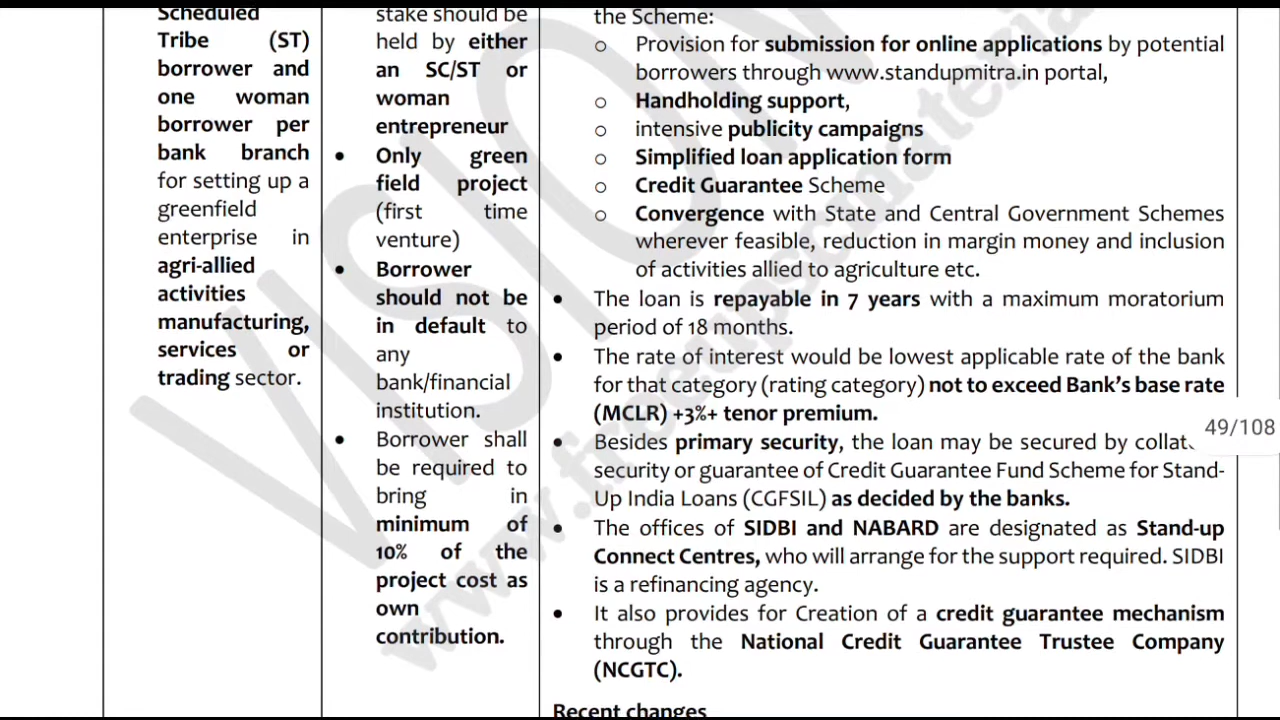 Scheduled
Tribe (ST)
borrower and
one woman
borrower per
bank branch
for setting up a
greenfield
enterprise in
agri-allied
activities
manufacturing,
services or
trading sector.
stake should be
held by either
an SC/ST or
woman
entrepreneur
• Only green
field project
(first time
venture)
• Borrower
should not be
in default to
any
bank/financial
institution.
• Borrower shall
be required to
bring in
minimum of
10% of the
project cost as
own
contribution.
the Scheme:
o Provision for submission for online applications by potential
borrowers through www.standupmitra.in portal,
o Handholding support,
o intensive publicity campaigns
o Simplified loan application form
o Credit Guarantee Scheme
o Convergence with State and Central Government Schemes
wherever feasible, reduction in margin money and inclusion
of activities allied to agriculture etc.
• The loan is repayable in 7 years with a maximum moratorium
period of 18 months.
• The rate of interest would be lowest applicable rate of the bank
for that category (rating category) not to exceed Bank's base rate
(MCLR) +3%+ tenor premium.
• Besides primary security, the loan may be secured by collat
security or guarantee of Credit Guarantee Fund Scheme for Stand-
Up India Loans (CGFSIL) as decided by the banks.
• The offices of SIDBI and NABARD are designated as Stand-up
Connect Centres, who will arrange for the support required. SIDBI
is a refinancing agency.
• It also provides for Creation of a credit guarantee mechanism
through the National Credit Guarantee Trustee Company
(NCGTC).
Recent changes
49/108
VISION
www.freeupscmaterial